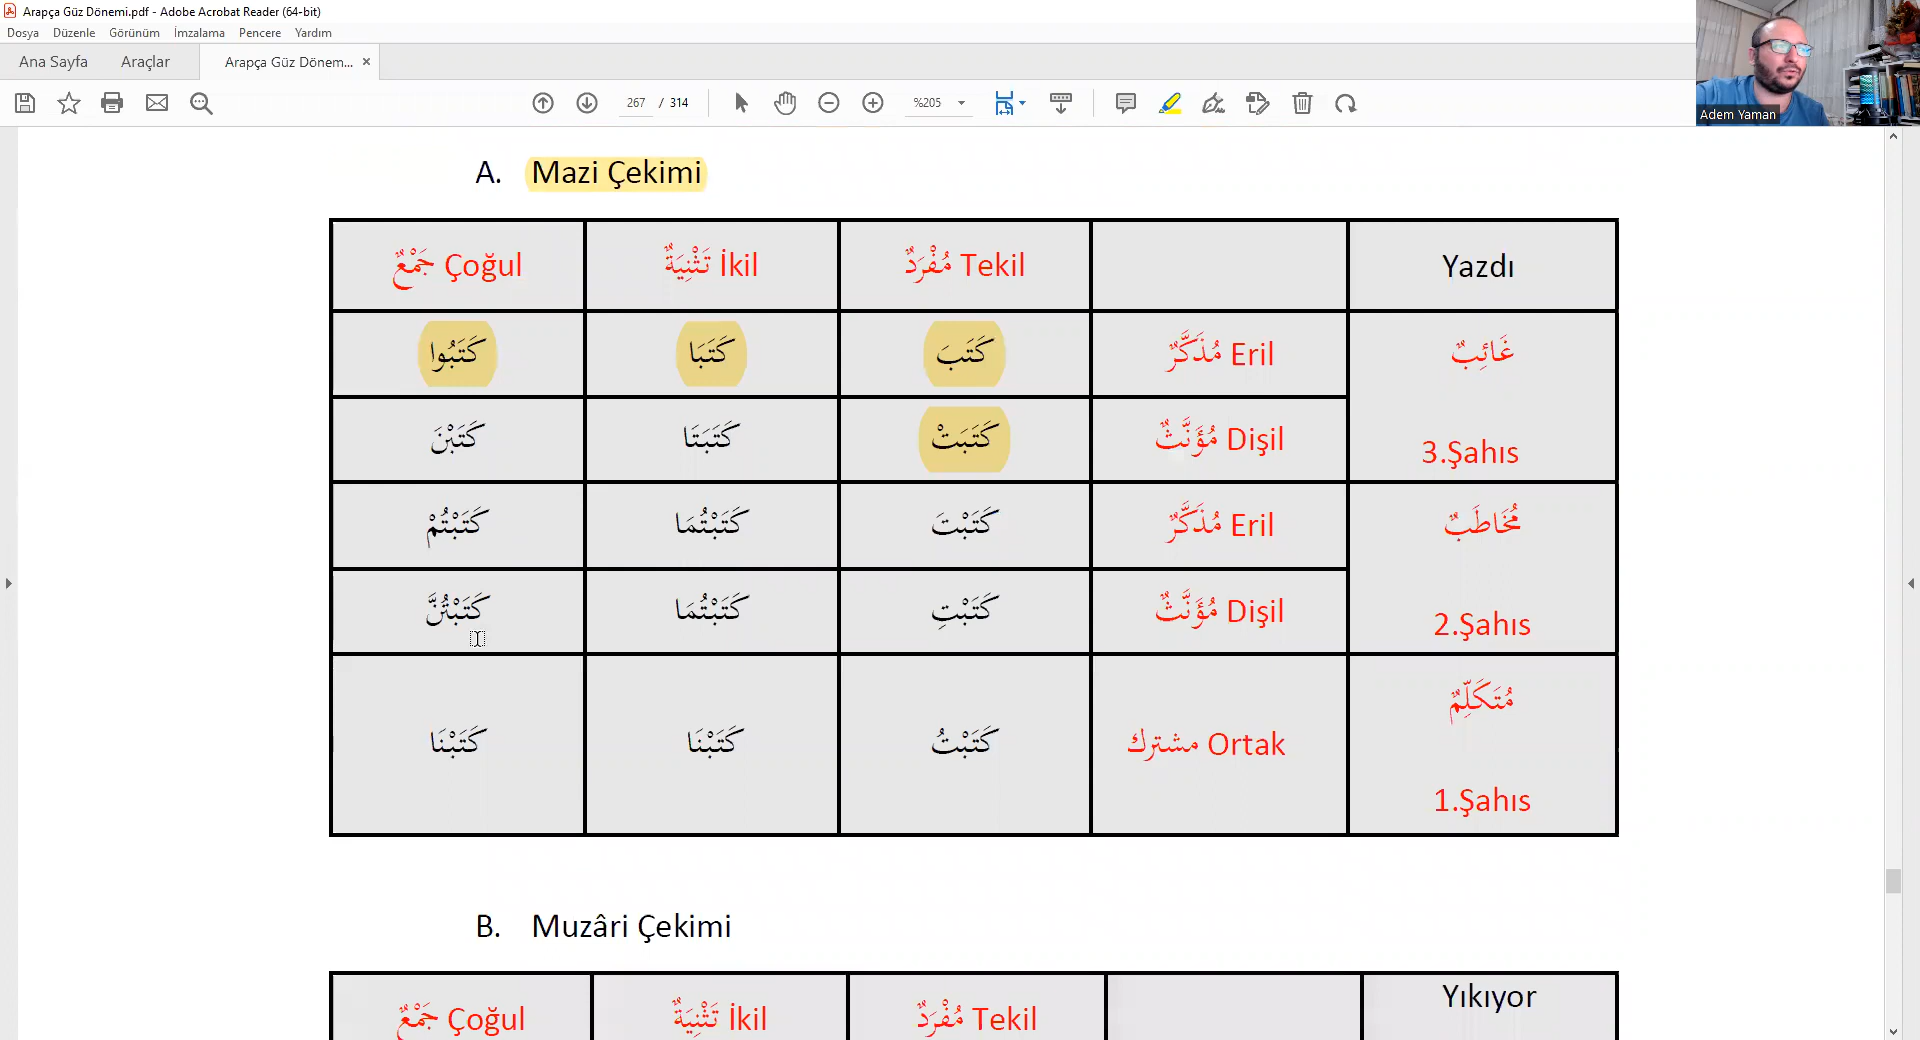 Arapça Güz Dönemi.pdf - Adobe Acrobat Reader (64-bit)
Dosya Düzenle Görünüm İmzalama Pencere Yardım
Ana Sayfa Araçlar Arapça Güz Dönem... ×
267 / 314 %205
Adem Yaman
A. Mazi Çekimi
جَمْعٌ Çoğul تَثْنِيَةٌ İkil مُفْرَدٌ Tekil Yazdı
كَتَبُوا كَتَبَا كَتَبَ مُذَكَّرٌ Eril غَائِبٌ
كَتَبْنَ كَتَبَتَا كَتَبَتْ مُؤَنَّثٌ Dişil 3.Şahıs
كَتَبْتُمْ كَتَبْتُمَا كَتَبْتَ مُذَكَّرٌ Eril مُخَاطَبٌ
كَتَبْتُنَّ كَتَبْتُمَا كَتَبْتِ مُؤَنَّثٌ Dişil 2.Şahıs
مُتَكَلِّمٌ
كَتَبْنَا كَتَبْنَا كَتَبْتُ مشترك Ortak
1.Şahıs
B. Muzâri Çekimi
جَمْعٌ Çoğul تَثْنِيَةٌ İkil مُفْرَدٌ Tekil Yıkıyor